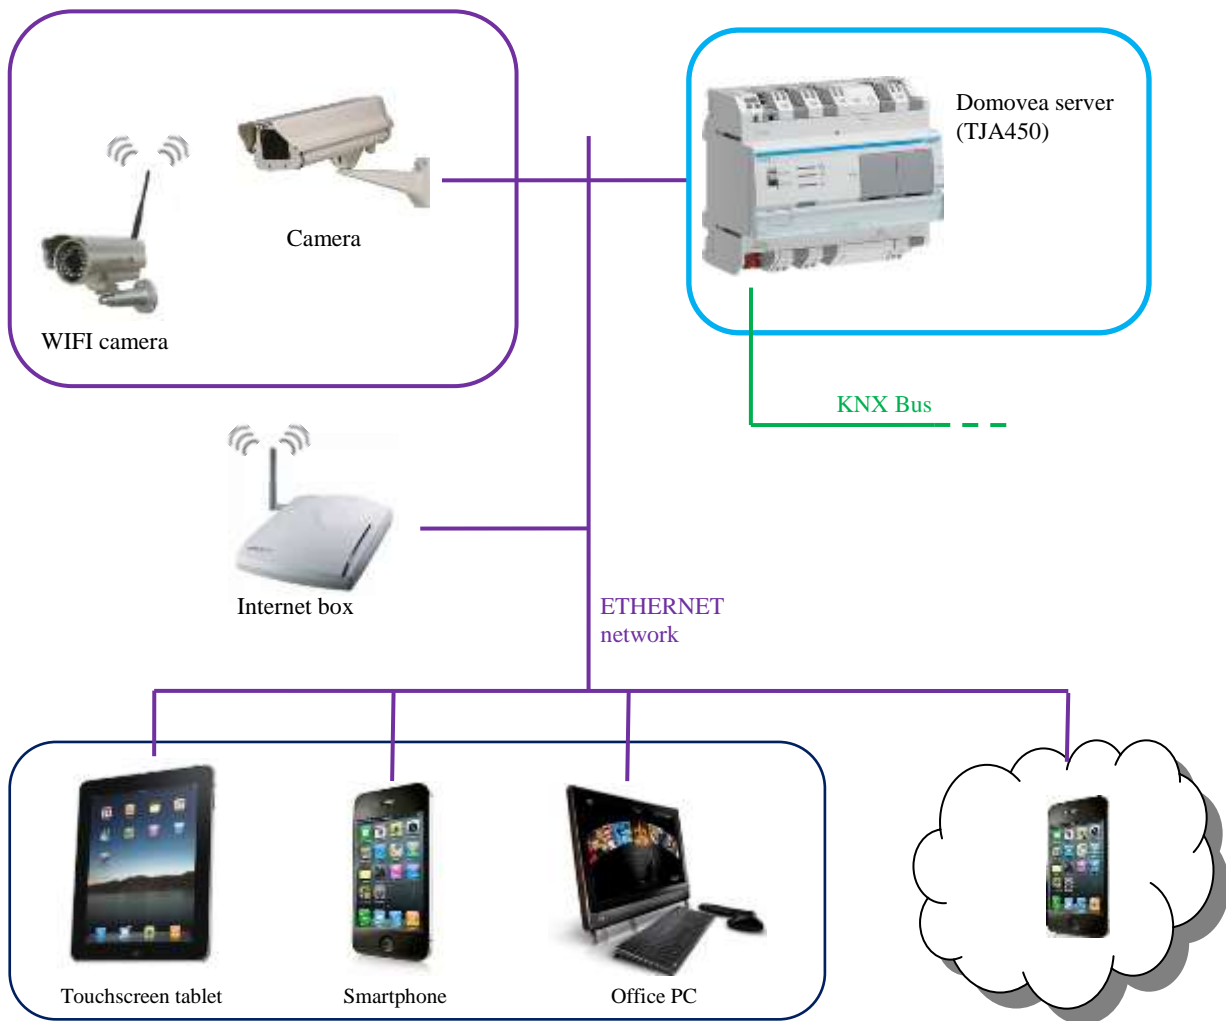 Domovea server
(TJA450)
Camera
WIFI camera
KNX Bus
Internet box
ETHERNET
network
Touchscreen tablet
Smartphone
Office PC